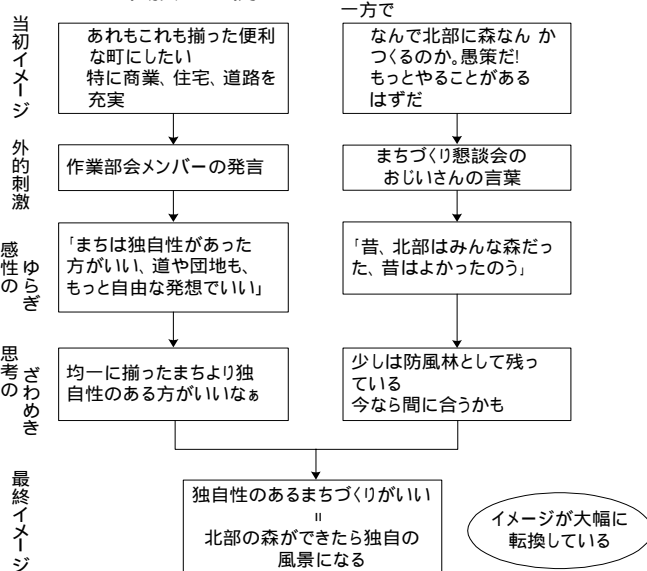 一方で
当初イメージ
あれもこれも揃った便利
な町にしたい
特に商業、住宅、道路を
充実
なんで北部に森なん か
つくるのか。愚策だ!
もっとやることがある
はずだ
外的刺激
作業部会メンバーの発言
まちづくり懇談会の
おじいさんの言葉
感性の
ゆらぎ
「まちは独自性があった
方がいい、道や団地も、
もっと自由な発想でいい」
「昔、北部はみんな森だっ
た、昔はよかったのう」
思考の
ざわめき
均一に揃ったまちより独
自性のある方がいいなぁ
少しは防風林として残っ
ている
今なら間に合うかも
最終イメージ
独自性のあるまちづくりがいい
=
北部の森ができたら独自の
風景になる
イメージが大幅に
転換している